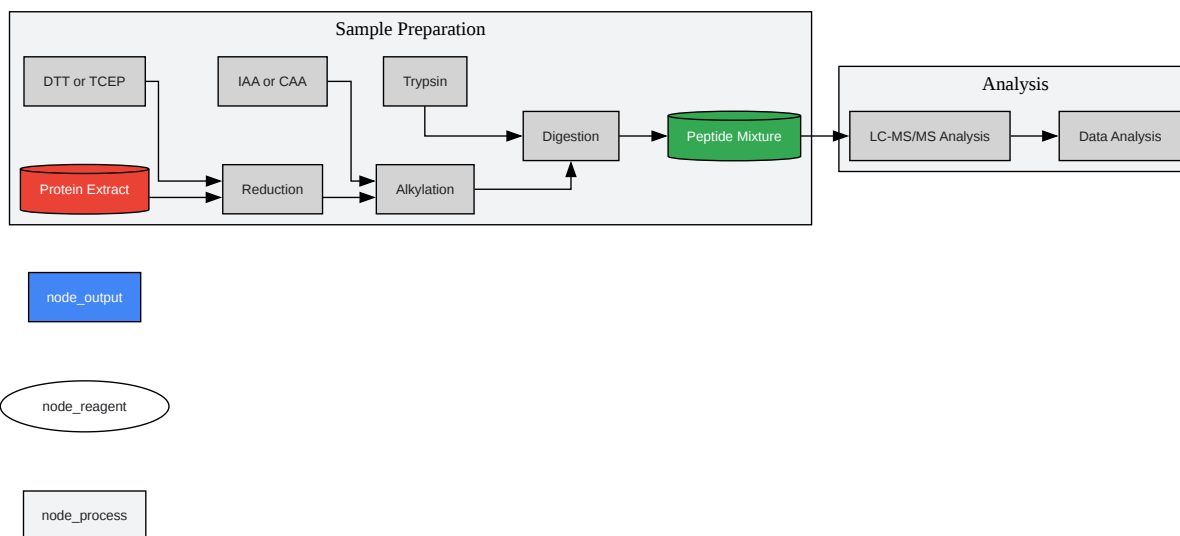 Sample Preparation
DTT or TCEP
IAA or CAA
Trypsin
Analysis
Digestion
Peptide Mixture
LC-MS/MS Analysis
Data Analysis
Protein Extract
Reduction
Alkylation
node_output
node_reagent
node_process